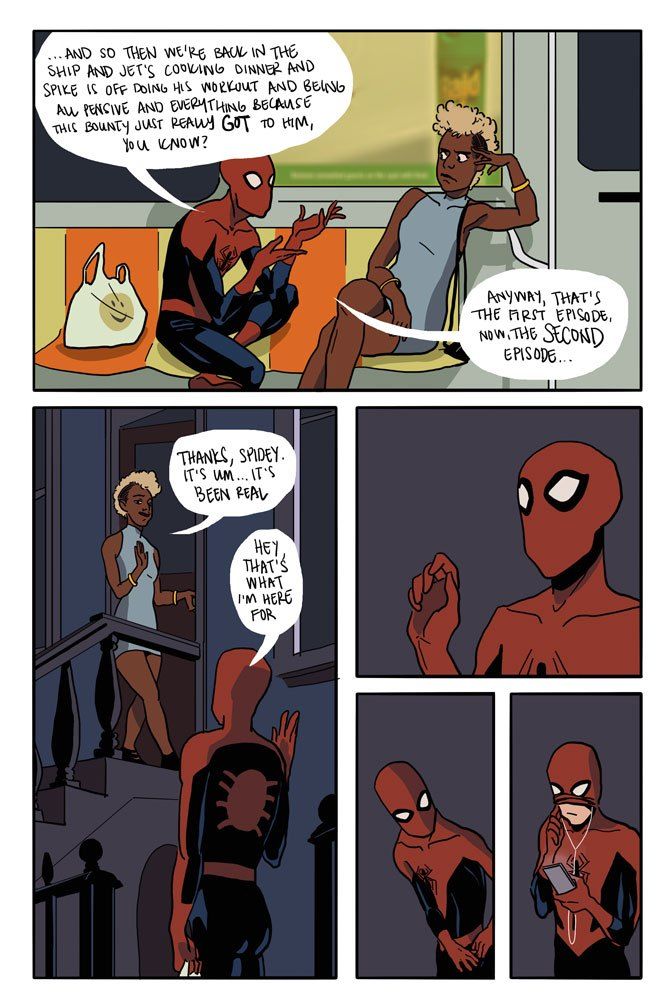 ...AND SO THEN WE'RE BACK IN THE
SHIP AND JET'S COOKING DINNER AND
SPIKE IS OFF DOING HIS WORKOUT AND BEING
ALL PENSIVE AND EVERYTHING BECAUSE
THIS BOUNTY JUST REALLY GOT TO HIM,
YOU KNOW?
ANYWAY, THAT'S
THE FIRST EPISODE.
NOW, THE SECOND
EPISODE...
THANKS, SPIDEY.
IT'S UM... IT'S
BEEN REAL
HEY,
THAT'S
WHAT
I'M HERE
FOR